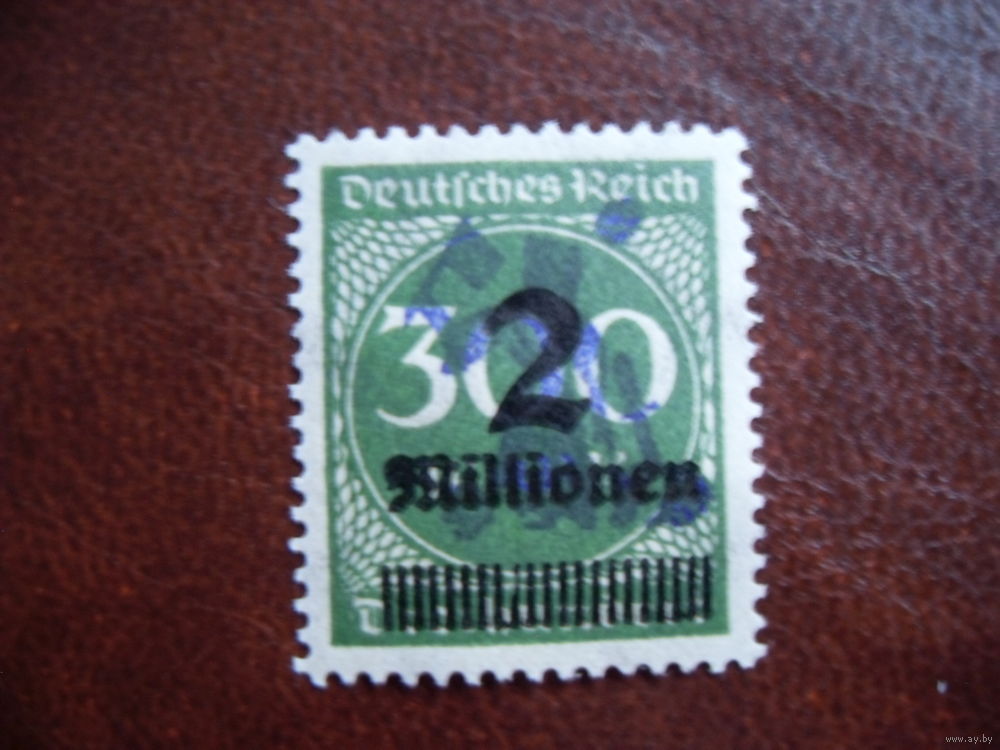 Deutsches Reich
300
2
Millionen
www.ay.by